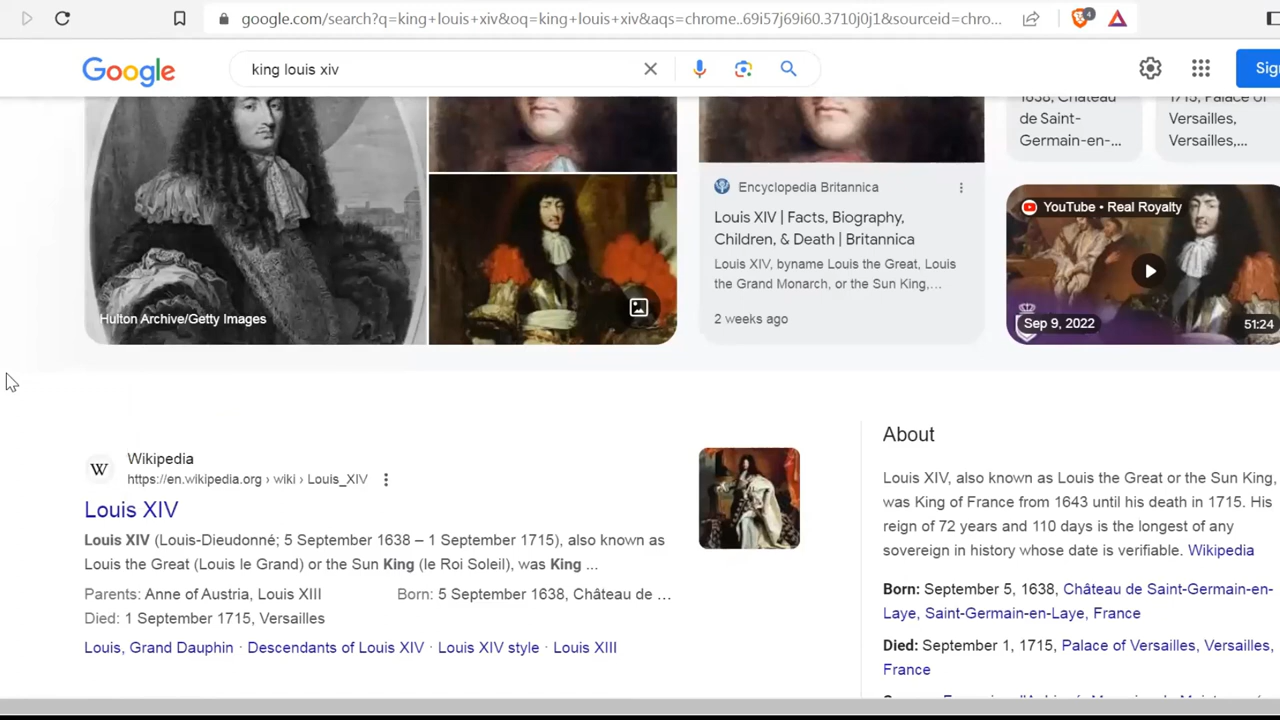 google.com/search?q=king+louis+xiv&oq=king+louis+xiv&aqs=chrome..69i57j69i60.3710j0j1&sourceid=chro...
4
Google
king louis xiv
Sig
1638, Château
de Saint-
Germain-en-...
1715, Palace of
Versailles,
Versailles,...
Hulton Archive/Getty Images
Encyclopedia Britannica
Louis XIV | Facts, Biography,
Children, & Death | Britannica
Louis XIV, byname Louis the Great, Louis
the Grand Monarch, or the Sun King,...
2 weeks ago
YouTube • Real Royalty
Sep 9, 2022
51:24
W
Wikipedia
https://en.wikipedia.org › wiki › Louis_XIV
Louis XIV
Louis XIV (Louis-Dieudonné; 5 September 1638 – 1 September 1715), also known as
Louis the Great (Louis le Grand) or the Sun King (le Roi Soleil), was King ...
Parents: Anne of Austria, Louis XIII
Born: 5 September 1638, Château de ...
Died: 1 September 1715, Versailles
Louis, Grand Dauphin · Descendants of Louis XIV · Louis XIV style · Louis XIII
About
Louis XIV, also known as Louis the Great or the Sun King,
was King of France from 1643 until his death in 1715. His
reign of 72 years and 110 days is the longest of any
sovereign in history whose date is verifiable. Wikipedia
Born: September 5, 1638, Château de Saint-Germain-en-
Laye, Saint-Germain-en-Laye, France
Died: September 1, 1715, Palace of Versailles, Versailles,
France